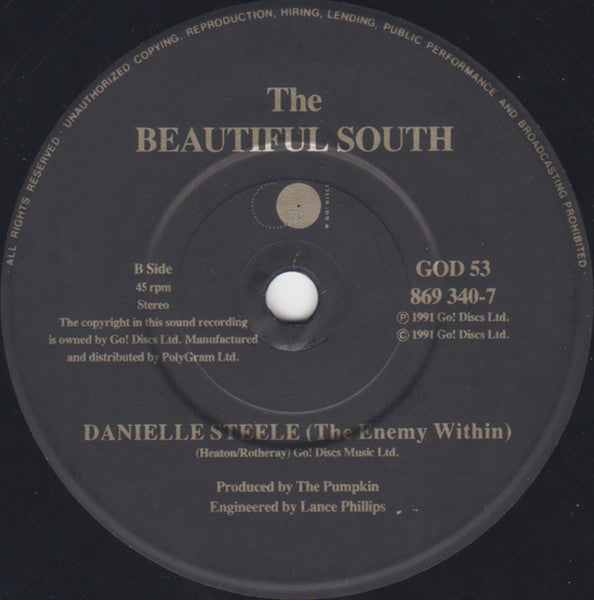 · ALL RIGHTS RESERVED · UNAUTHORIZED COPYING, REPRODUCTION, HIRING, LENDING, PUBLIC PERFORMANCE AND BROADCASTING PROHIBITED ·
The
BEAUTIFUL SOUTH
® GO! DISCS
B Side
45 rpm
Stereo
The copyright in this sound recording
is owned by Go! Discs Ltd. Manufactured
and distributed by PolyGram Ltd.
GOD 53
869 340-7
Ⓟ 1991 Go! Discs Ltd.
© 1991 Go! Discs Ltd.
DANIELLE STEELE (The Enemy Within)
(Heaton/Rotheray) Go! Discs Music Ltd.
Produced by The Pumpkin
Engineered by Lance Phillips